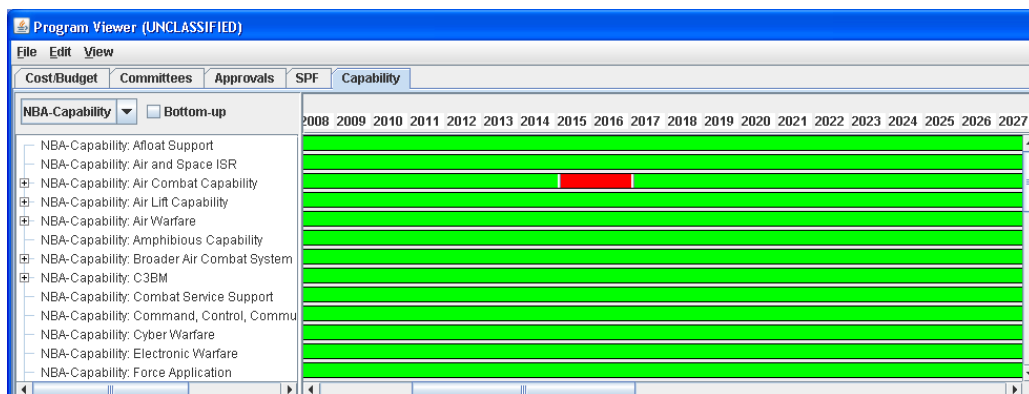 Program Viewer (UNCLASSIFIED)
File Edit View
Cost/Budget Committees Approvals SPF Capability
NBA-Capability Bottom-up
2008 2009 2010 2011 2012 2013 2014 2015 2016 2017 2018 2019 2020 2021 2022 2023 2024 2025 2026 2027
NBA-Capability: Afloat Support
NBA-Capability: Air and Space ISR
NBA-Capability: Air Combat Capability
NBA-Capability: Air Lift Capability
NBA-Capability: Air Warfare
NBA-Capability: Amphibious Capability
NBA-Capability: Broader Air Combat System
NBA-Capability: C3BM
NBA-Capability: Combat Service Support
NBA-Capability: Command, Control, Commu
NBA-Capability: Cyber Warfare
NBA-Capability: Electronic Warfare
NBA-Capability: Force Application